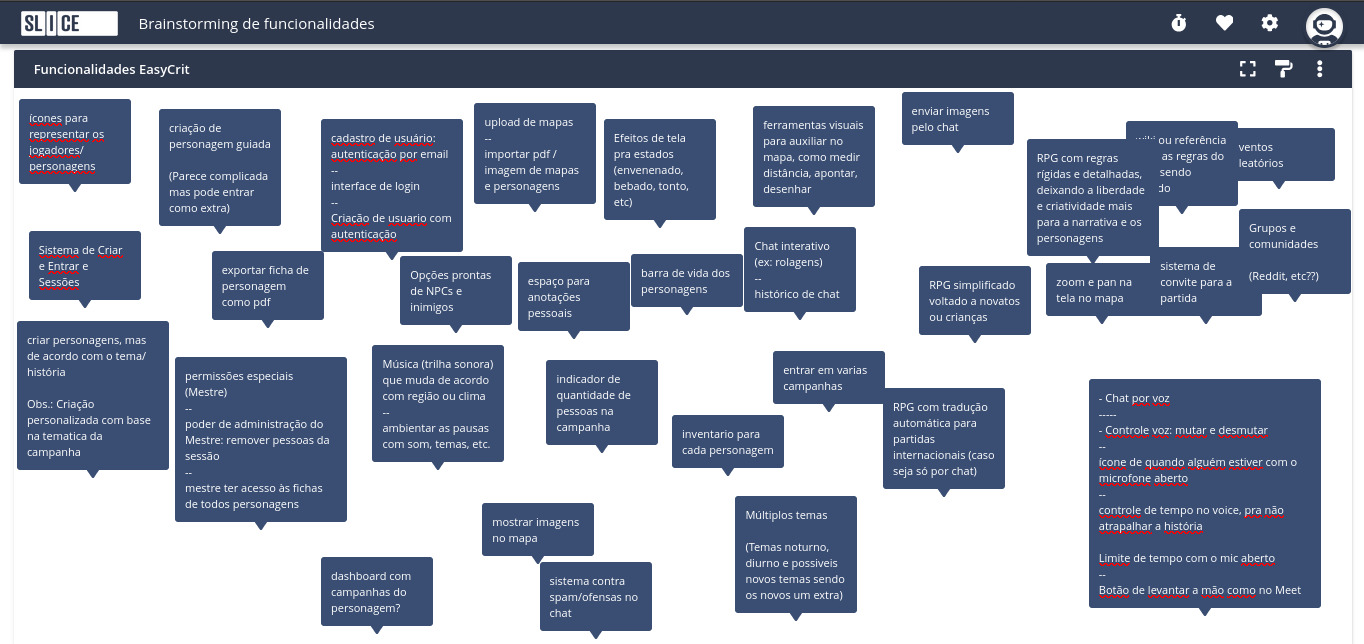 SLICE
Brainstorming de funcionalidades
Funcionalidades EasyCrit
ícones para
representar os
jogadores/
personagens
criação de
personagem guiada
(Parece complicada
mas pode entrar
como extra)
cadastro de usuário:
autenticação por email
--
interface de login
--
Criação de usuario com
autenticação
upload de mapas
--
importar pdf /
imagem de mapas
e personagens
Efeitos de tela
pra estados
(envenenado,
bebado, tonto,
etc)
ferramentas visuais
para auxiliar no
mapa, como medir
distância, apontar,
desenhar
enviar imagens
pelo chat
RPG com regras
rígidas e detalhadas,
deixando a liberdade
e criatividade mais
para a narrativa e os
personagens
ou referência
as regras do
sendo
do
ventos
leatórios
Grupos e
comunidades
(Reddit, etc??)
Sistema de Criar
e Entrar e
Sessões
exportar ficha de
personagem
como pdf
Opções prontas
de NPCs e
inimigos
espaço para
anotações
pessoais
barra de vida dos
personagens
Chat interativo
(ex: rolagens)
--
histórico de chat
RPG simplificado
voltado a novatos
ou crianças
zoom e pan na
tela no mapa
sistema de
convite para a
partida
criar personagens, mas
de acordo com o tema/
história
Obs.: Criação
personalizada com base
na tematica da
campanha
permissões especiais
(Mestre)
--
poder de administração do
Mestre: remover pessoas da
sessão
--
mestre ter acesso às fichas
de todos personagens
Música (trilha sonora)
que muda de acordo
com região ou clima
--
ambientar as pausas
com som, temas, etc.
indicador de
quantidade de
pessoas na
campanha
inventario para
cada personagem
entrar em varias
campanhas
RPG com tradução
automática para
partidas
internacionais (caso
seja só por chat)
- Chat por voz
-----
- Controle voz: mutar e desmutar
--
ícone de quando alguém estiver com o
microfone aberto
--
controle de tempo no voice, pra não
atrapalhar a história
Limite de tempo com o mic aberto
--
Botão de levantar a mão como no Meet
mostrar imagens
no mapa
Múltiplos temas
(Temas noturno,
diurno e possiveis
novos temas sendo
os novos um extra)
dashboard com
campanhas do
personagem?
sistema contra
spam/ofensas no
chat